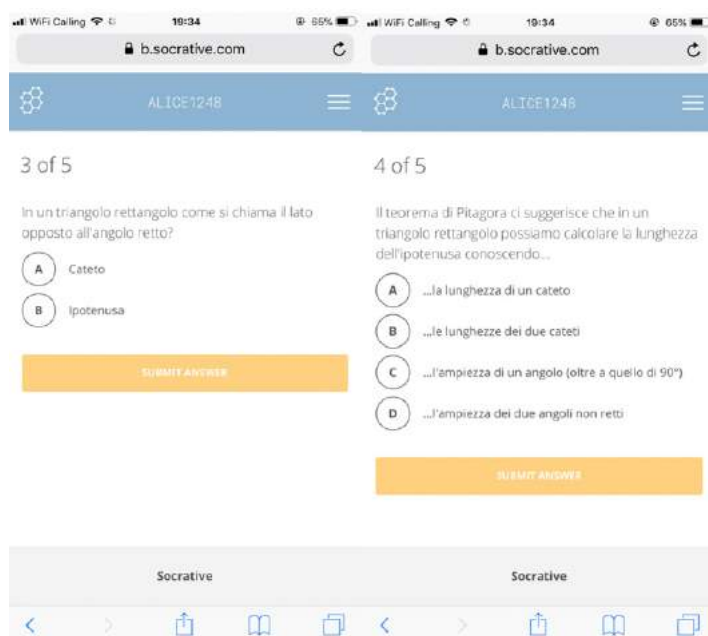 WiFi Calling
19:34
65%
b.socrative.com
ALICE1248
3 of 5
In un triangolo rettangolo come si chiama il lato
opposto all'angolo retto?
A Cateto
B Ipotenusa
SUBMIT ANSWER
Socrative
WiFi Calling
19:34
65%
b.socrative.com
ALICE1248
4 of 5
Il teorema di Pitagora ci suggerisce che in un
triangolo rettangolo possiamo calcolare la lunghezza
dell'ipotenusa conoscendo...
A ...la lunghezza di un cateto
B ...le lunghezze dei due cateti
C ...l'ampiezza di un angolo (oltre a quello di 90°)
D ...l'ampiezza dei due angoli non retti
SUBMIT ANSWER
Socrative